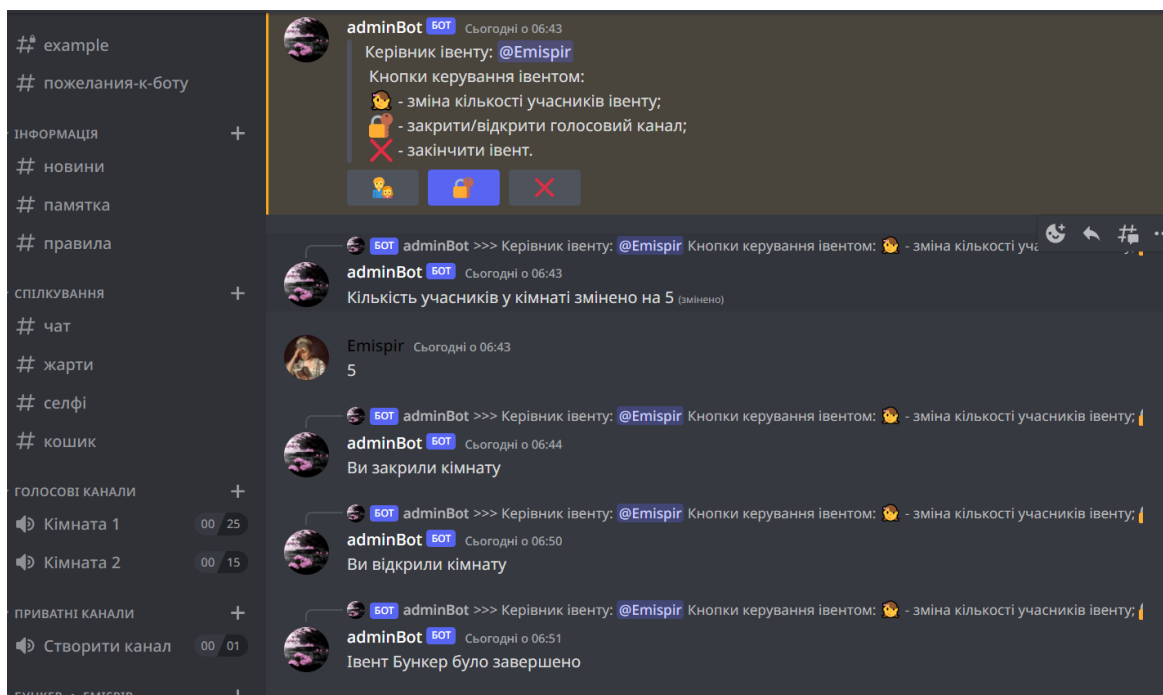 example
пожелания-к-боту
ІНФОРМАЦІЯ
новини
памятка
правила
СПІЛКУВАННЯ
чат
жарти
селфі
кошик
ГОЛОСОВІ КАНАЛИ
Кімната 1 00 25
Кімната 2 00 15
ПРИВАТНІ КАНАЛИ
Створити канал 00 01
adminBot БОТ Сьогодні о 06:43
Керівник івенту: @Emispir
Кнопки керування івентом:
- зміна кількості учасників івенту;
- закрити/відкрити голосовий канал;
- закінчити івент.
БОТ adminBot >>> Керівник івенту: @Emispir Кнопки керування івентом: - зміна кількості уча
adminBot БОТ Сьогодні о 06:43
Кількість учасників у кімнаті змінено на 5 (змінено)
Emispir Сьогодні о 06:43
5
БОТ adminBot >>> Керівник івенту: @Emispir Кнопки керування івентом: - зміна кількості учасників івенту;
adminBot БОТ Сьогодні о 06:44
Ви закрили кімнату
БОТ adminBot >>> Керівник івенту: @Emispir Кнопки керування івентом: - зміна кількості учасників івенту;
adminBot БОТ Сьогодні о 06:50
Ви відкрили кімнату
БОТ adminBot >>> Керівник івенту: @Emispir Кнопки керування івентом: - зміна кількості учасників івенту;
adminBot БОТ Сьогодні о 06:51
Івент Бункер було завершено